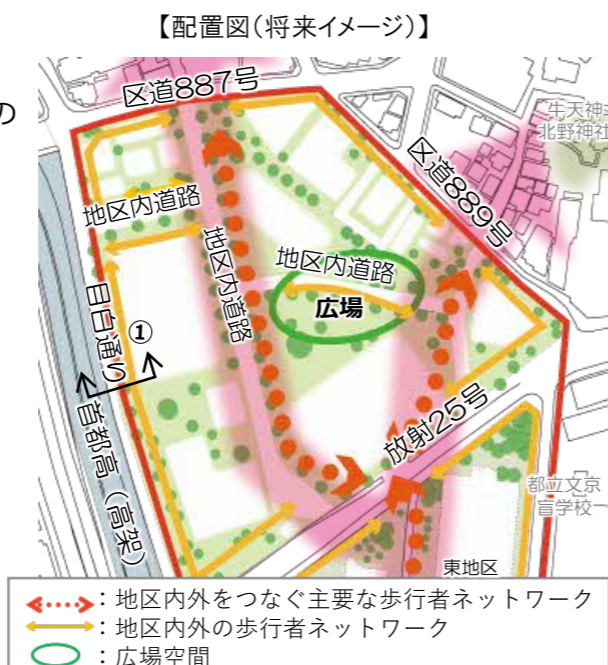 【配置図(将来イメージ)】
の
区道887号
牛天神
北野神社
区道889号
地区内道路
地区内道路
地区内道路
広場
目白通り
①
首都高（高架）
放射25号
都立文京
盲学校
東地区
：地区内外をつなぐ主要な歩行者ネットワーク
：地区内外の歩行者ネットワーク
：広場空間